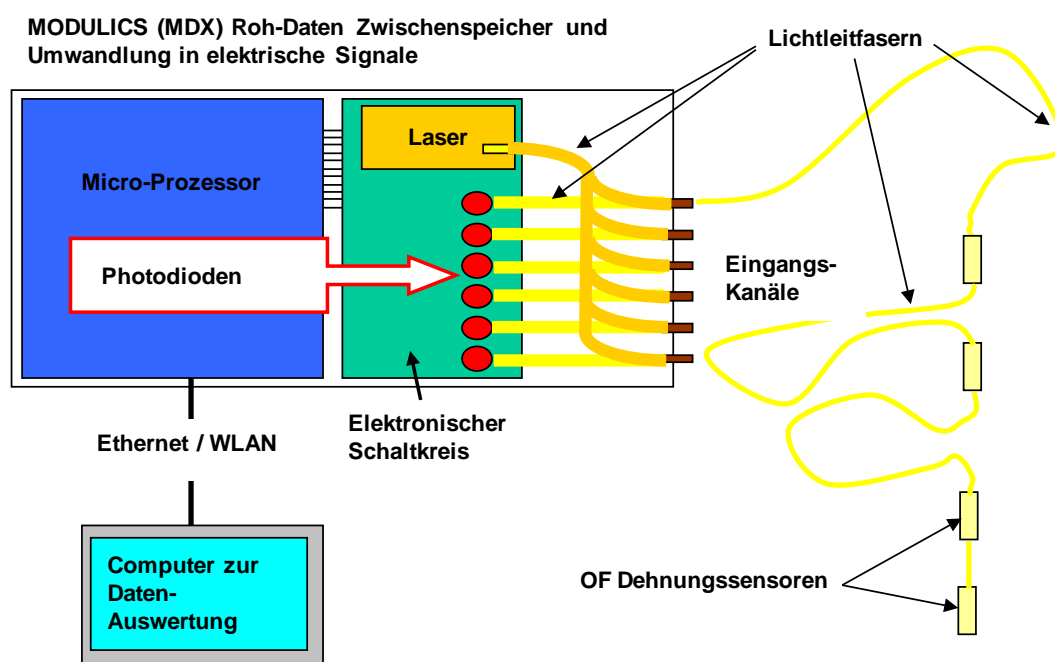 MODULICS (MDX) Roh-Daten Zwischenspeicher und
Umwandlung in elektrische Signale
Lichtleitfasern
Laser
Micro-Prozessor
Photodioden
Eingangs-
Kanäle
Elektronischer
Schaltkreis
Ethernet / WLAN
Computer zur
Daten-
Auswertung
OF Dehnungssensoren